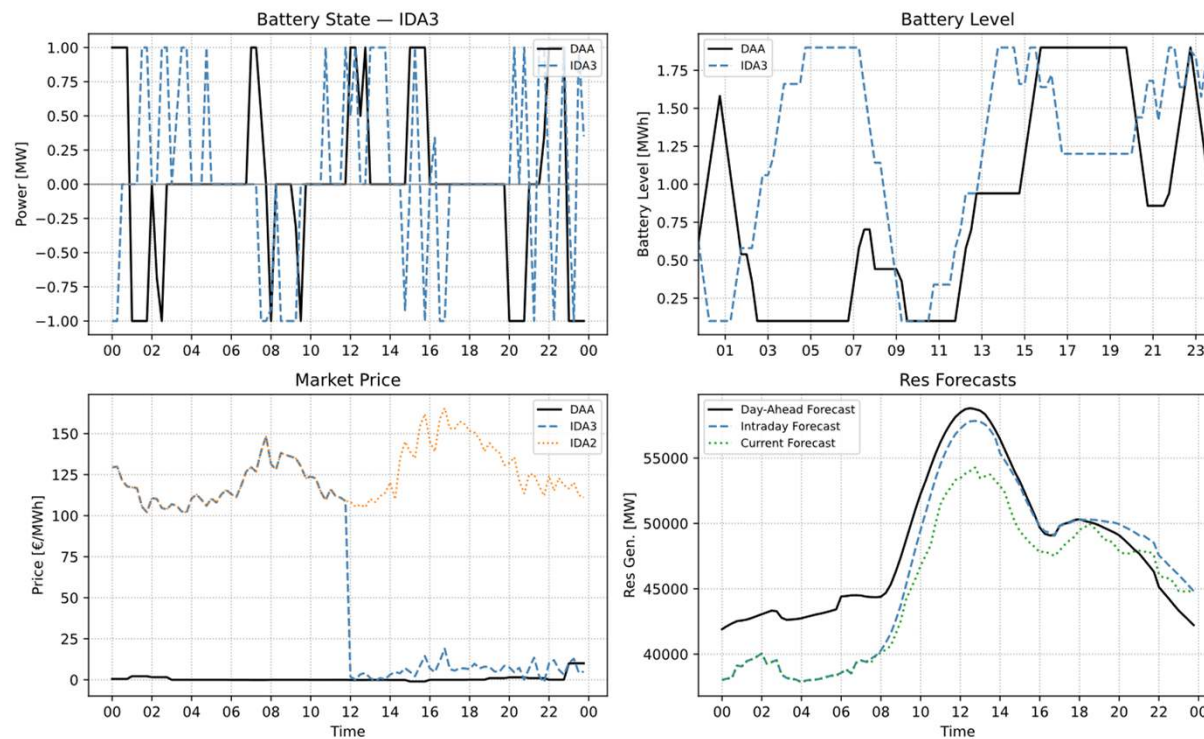 Battery State — IDA3
Power [MW]
1.00
0.75
0.50
0.25
0.00
−0.25
−0.50
−0.75
−1.00
DAA
IDA3
00 02 04 06 08 10 12 14 16 18 20 22 00
Battery Level
Battery Level [MWh]
1.75
1.50
1.25
1.00
0.75
0.50
0.25
DAA
IDA3
01 03 05 07 09 11 13 15 17 19 21 23
Market Price
Price [€/MWh]
150
125
100
75
50
25
0
DAA
IDA3
IDA2
00 02 04 06 08 10 12 14 16 18 20 22 00
Time
Res Forecasts
Res Gen. [MW]
55000
50000
45000
40000
Day-Ahead Forecast
Intraday Forecast
Current Forecast
00 02 04 06 08 10 12 14 16 18 20 22 00
Time